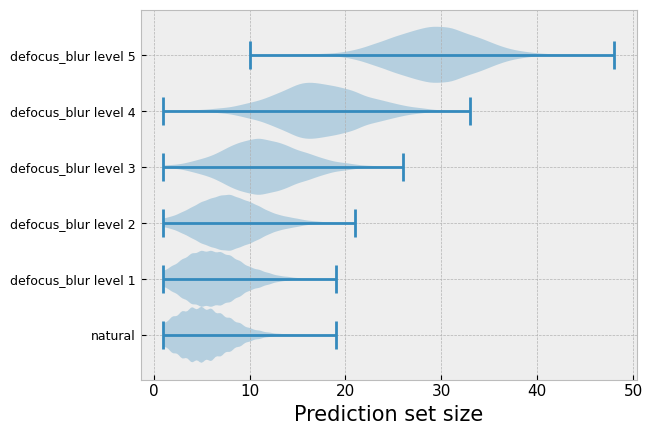 defocus_blur level 5
defocus_blur level 4
defocus_blur level 3
defocus_blur level 2
defocus_blur level 1
natural
0 10 20 30 40 50
Prediction set size